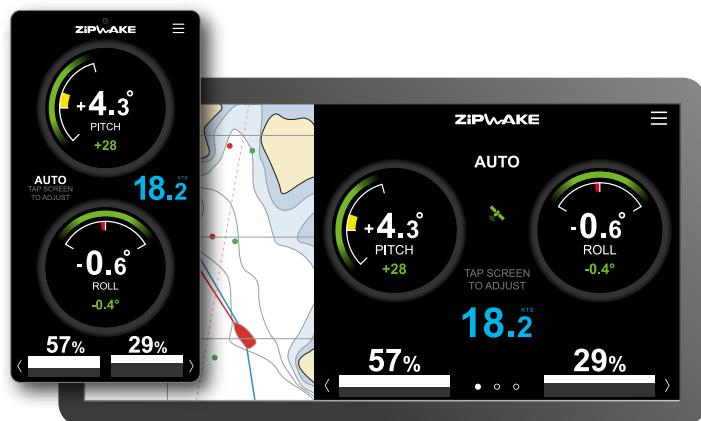 ZiPWAKE
+4.3°
PITCH
+28
AUTO
TAP SCREEN
TO ADJUST
KTS
18.2
-0.6°
ROLL
-0.4°
57%
29%
ZiPWAKE
AUTO
+4.3°
PITCH
+28
-0.6°
ROLL
-0.4°
TAP SCREEN
TO ADJUST
KTS
18.2
57%
29%